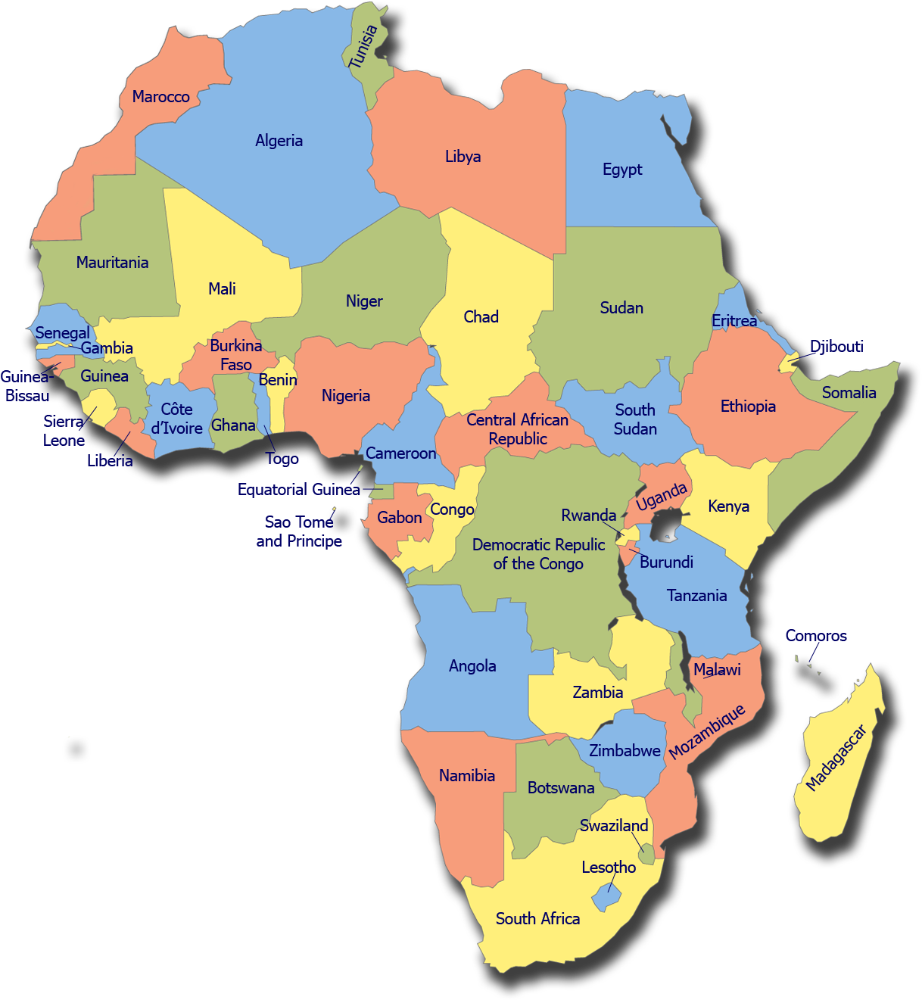 Tunisia
Marocco
Algeria
Libya
Egypt
Mauritania
Mali
Niger
Chad
Sudan
Eritrea
Senegal
Gambia
Burkina
Faso
Djibouti
Guinea-
Bissau
Guinea
Benin
Nigeria
Somalia
Ethiopia
Côte
d'Ivoire
Ghana
Central African
Republic
South
Sudan
Sierra
Leone
Liberia
Togo
Cameroon
Equatorial Guinea
Uganda
Kenya
Congo
Gabon
Rwanda
Sao Tome
and Principe
Democratic Repulic
of the Congo
Burundi
Tanzania
Comoros
Angola
Malawi
Zambia
Mozambique
Zimbabwe
Madagascar
Namibia
Botswana
Swaziland
Lesotho
South Africa